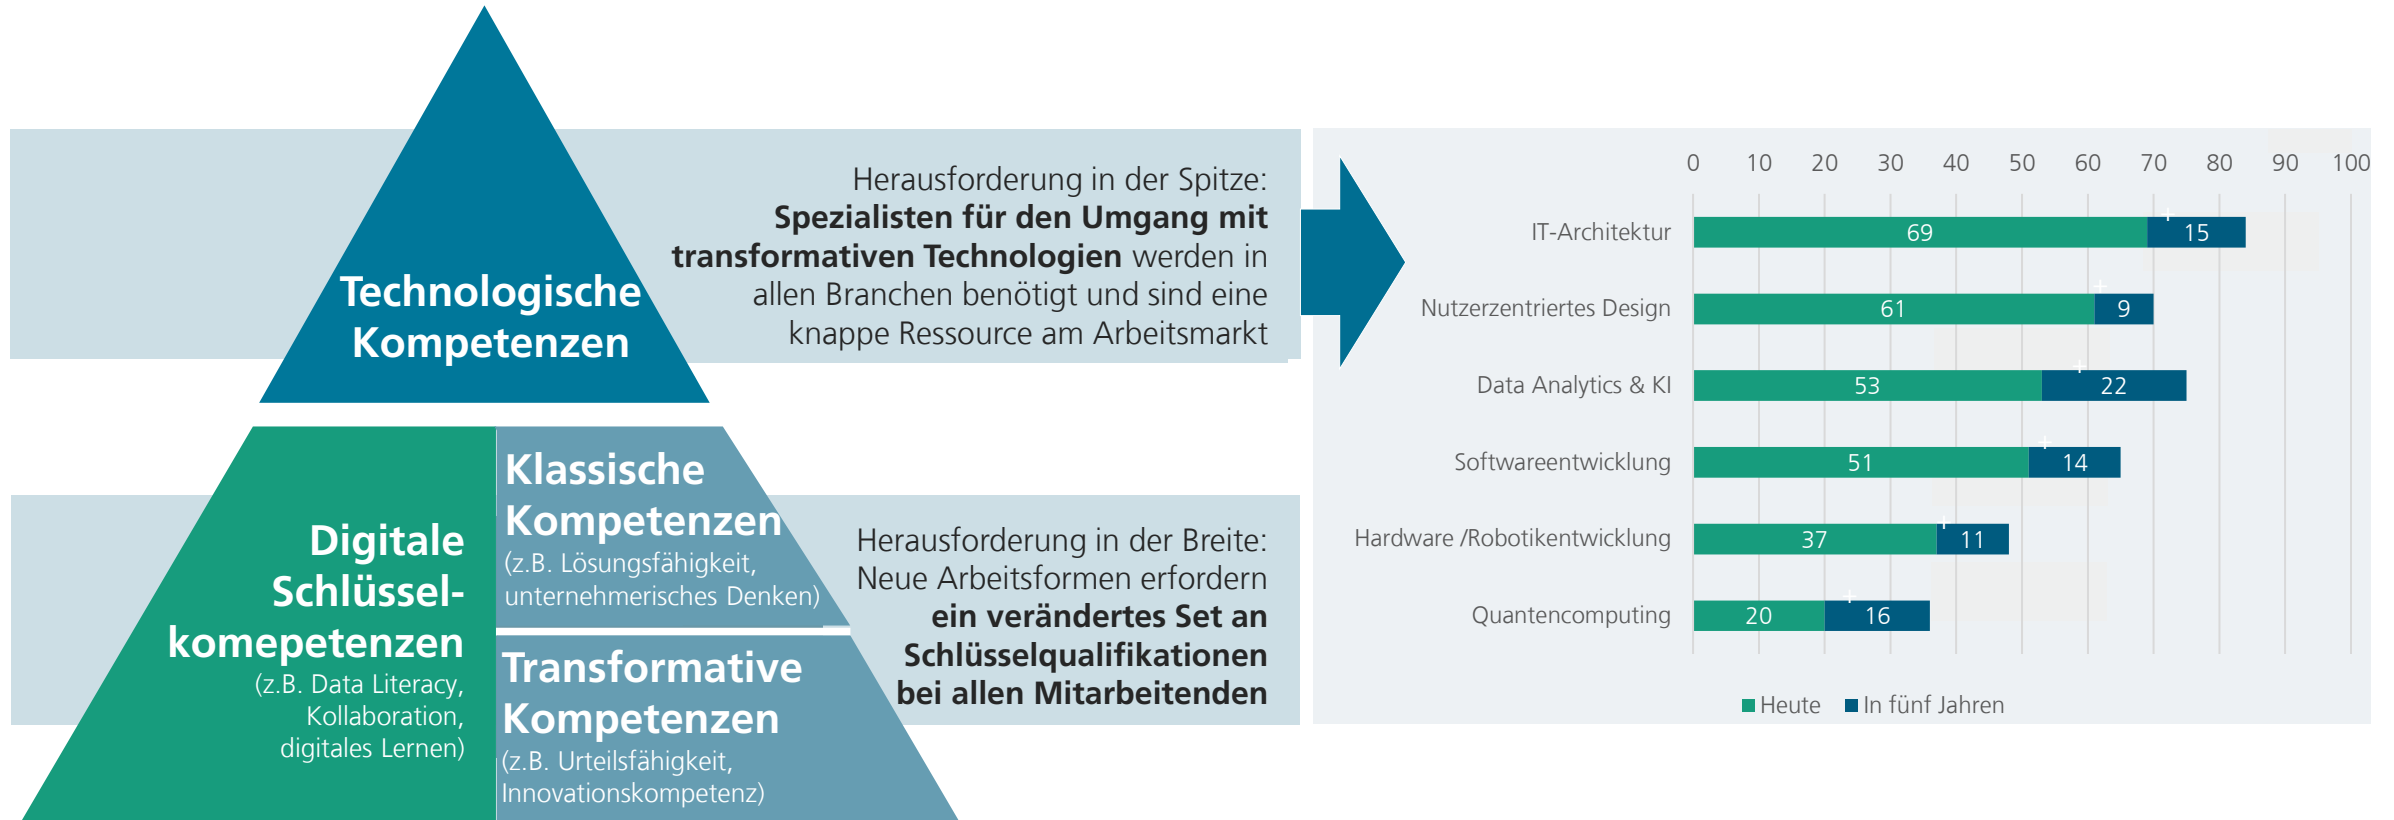 Technologische
Kompetenzen
Herausforderung in der Spitze:
Spezialisten für den Umgang mit
transformativen Technologien werden in
allen Branchen benötigt und sind eine
knappe Ressource am Arbeitsmarkt
Digitale
Schlüssel-
komepetenzen
(z.B. Data Literacy,
Kollaboration,
digitales Lernen)
Klassische
Kompetenzen
(z.B. Lösungsfähigkeit,
unternehmerisches Denken)
Transformative
Kompetenzen
(z.B. Urteilsfähigkeit,
Innovationskompetenz)
Herausforderung in der Breite:
Neue Arbeitsformen erfordern
ein verändertes Set an
Schlüsselqualifikationen
bei allen Mitarbeitenden
0 10 20 30 40 50 60 70 80 90 100
+
IT-Architektur 69 15
+
Nutzerzentriertes Design 61 9
+
Data Analytics & KI 53 22
+
Softwareentwicklung 51 14
+
Hardware /Robotikentwicklung 37 11
+
Quantencomputing 20 16
Heute In fünf Jahren